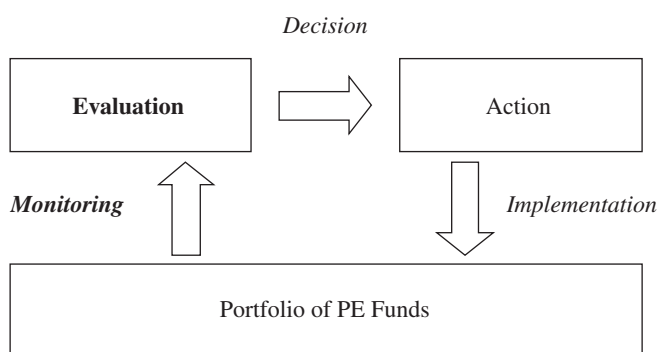 Decision
Evaluation
Action
Monitoring
Implementation
Portfolio of PE Funds